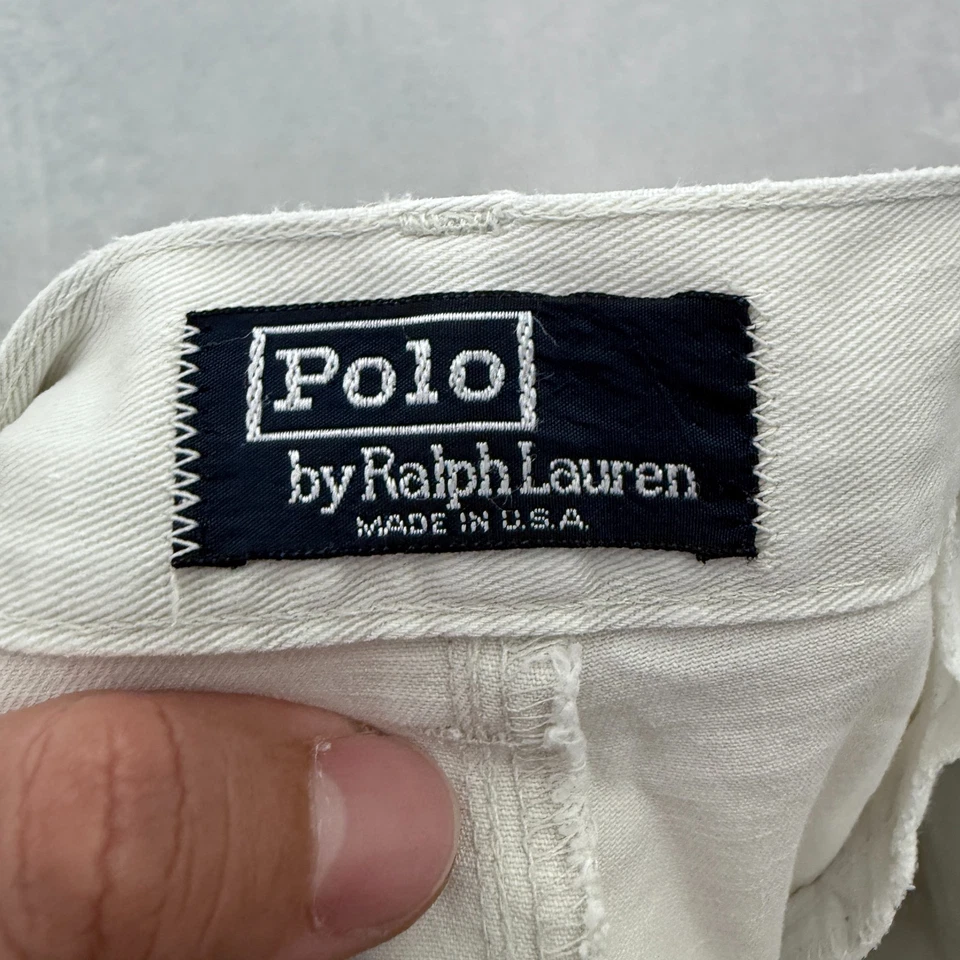 Polo
by Ralph Lauren
MADE IN U.S.A.